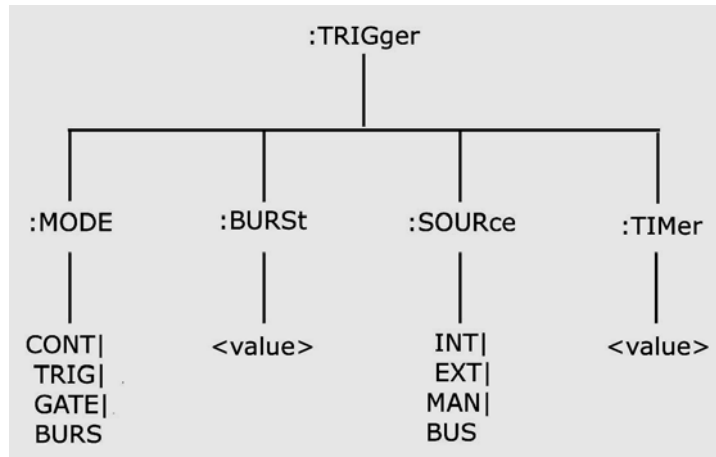 :TRIGger
:MODE
:BURSt
:SOURce
:TIMer
CONT|
TRIG|
GATE|
BURS
<value>
INT|
EXT|
MAN|
BUS
<value>